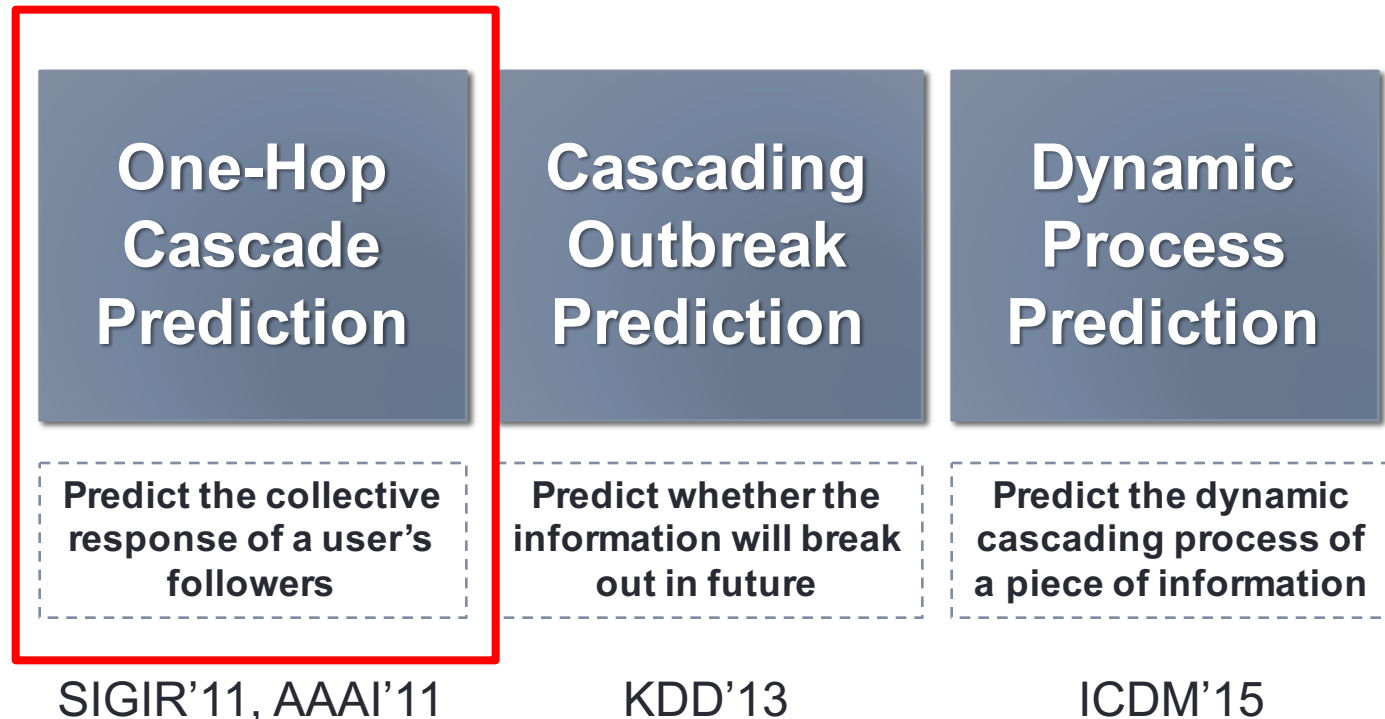 One-Hop
Cascade
Prediction
Predict the collective
response of a user's
followers
SIGIR'11, AAAI'11
Cascading
Outbreak
Prediction
Predict whether the
information will break
out in future
KDD'13
Dynamic
Process
Prediction
Predict the dynamic
cascading process of
a piece of information
ICDM'15